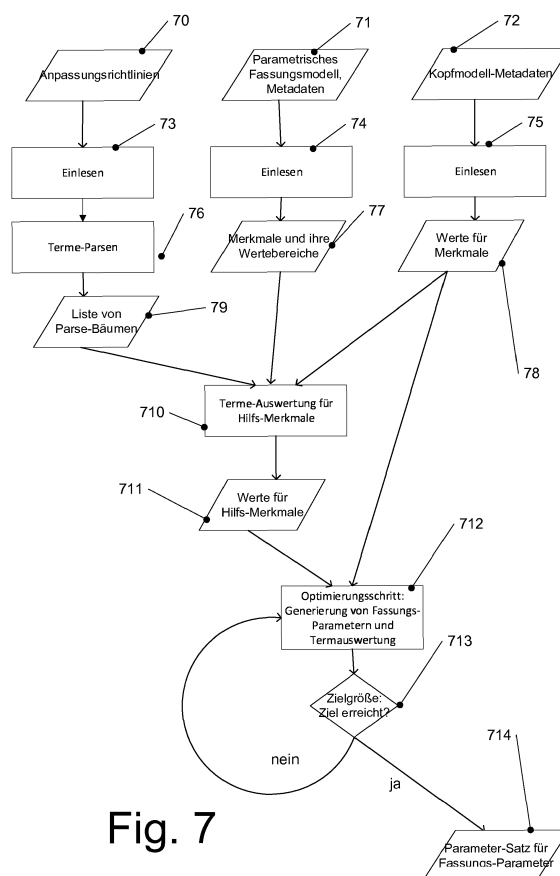 70
71
72
Anpassungsrichtlinien
Parametrisches
Fassungsmodell,
Metadaten
Kopfmodell-Metadaten
73
74
75
Einlesen
Einlesen
Einlesen
76
77
Terme-Parsen
Merkmale und ihre
Wertebereiche
Werte für
Merkmale
79
Liste von
Parse-Bäumen
78
710
Terme-Auswertung für
Hilfs-Merkmale
711
Werte für
Hilfs-Merkmale
712
Optimierungsschritt:
Generierung von Fassungs-
Parametern und
Termauswertung
713
Zielgröße:
Ziel erreicht?
nein
ja
714
Fig. 7
Parameter-Satz für
Fassungs-Parameter